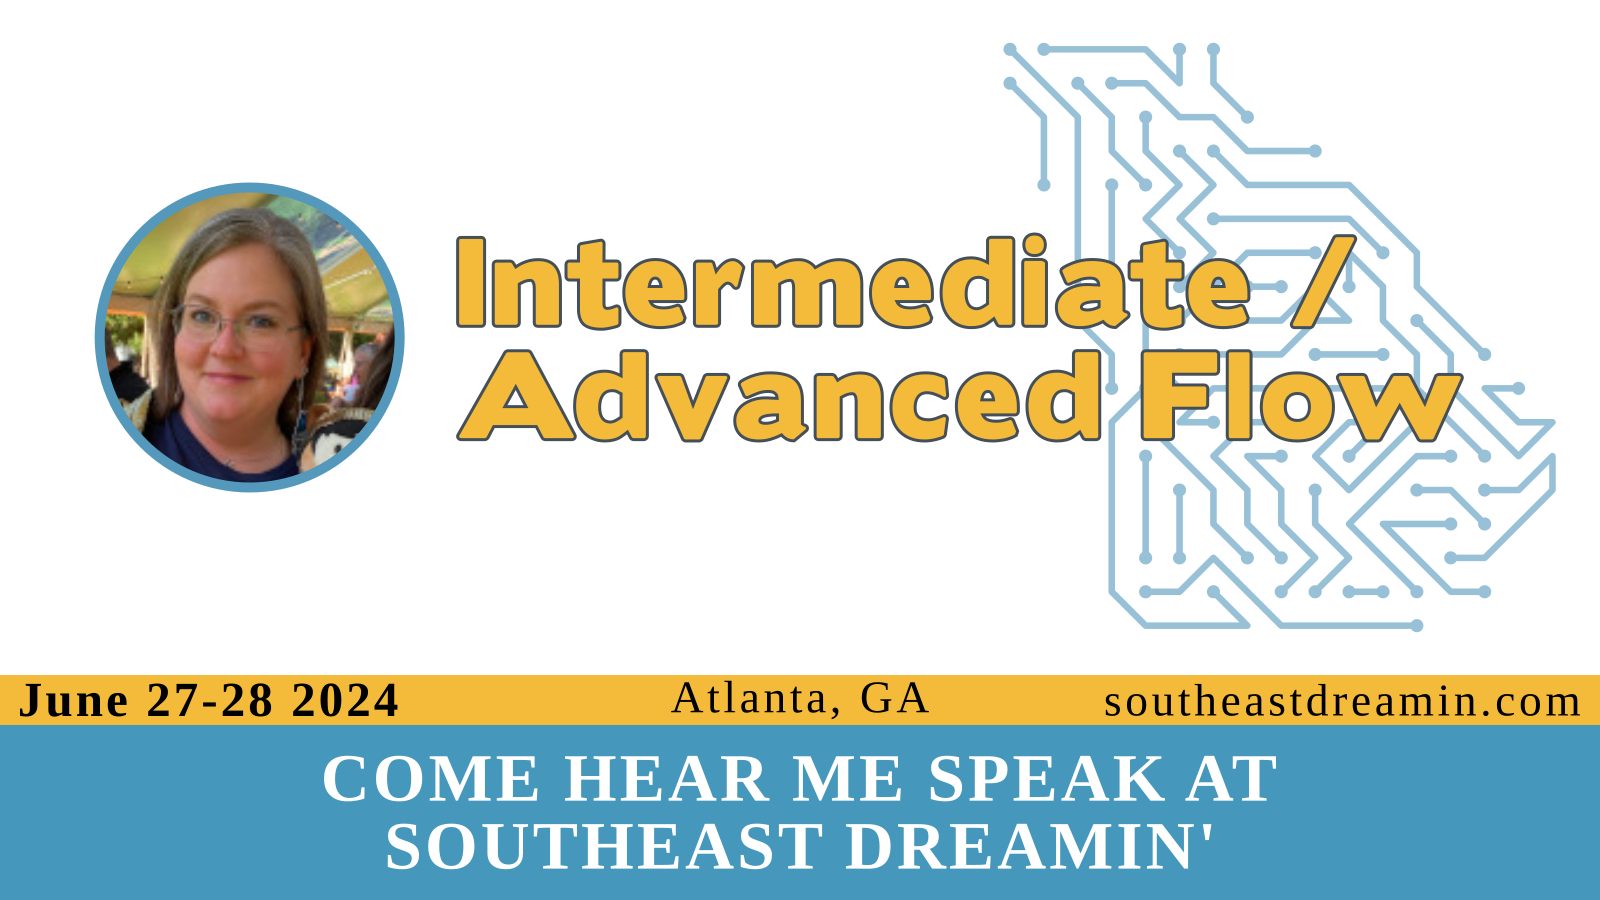 Intermediate /
Advanced Flow
June 27-28 2024
Atlanta, GA
southeastdreamin.com
COME HEAR ME SPEAK AT
SOUTHEAST DREAMIN'